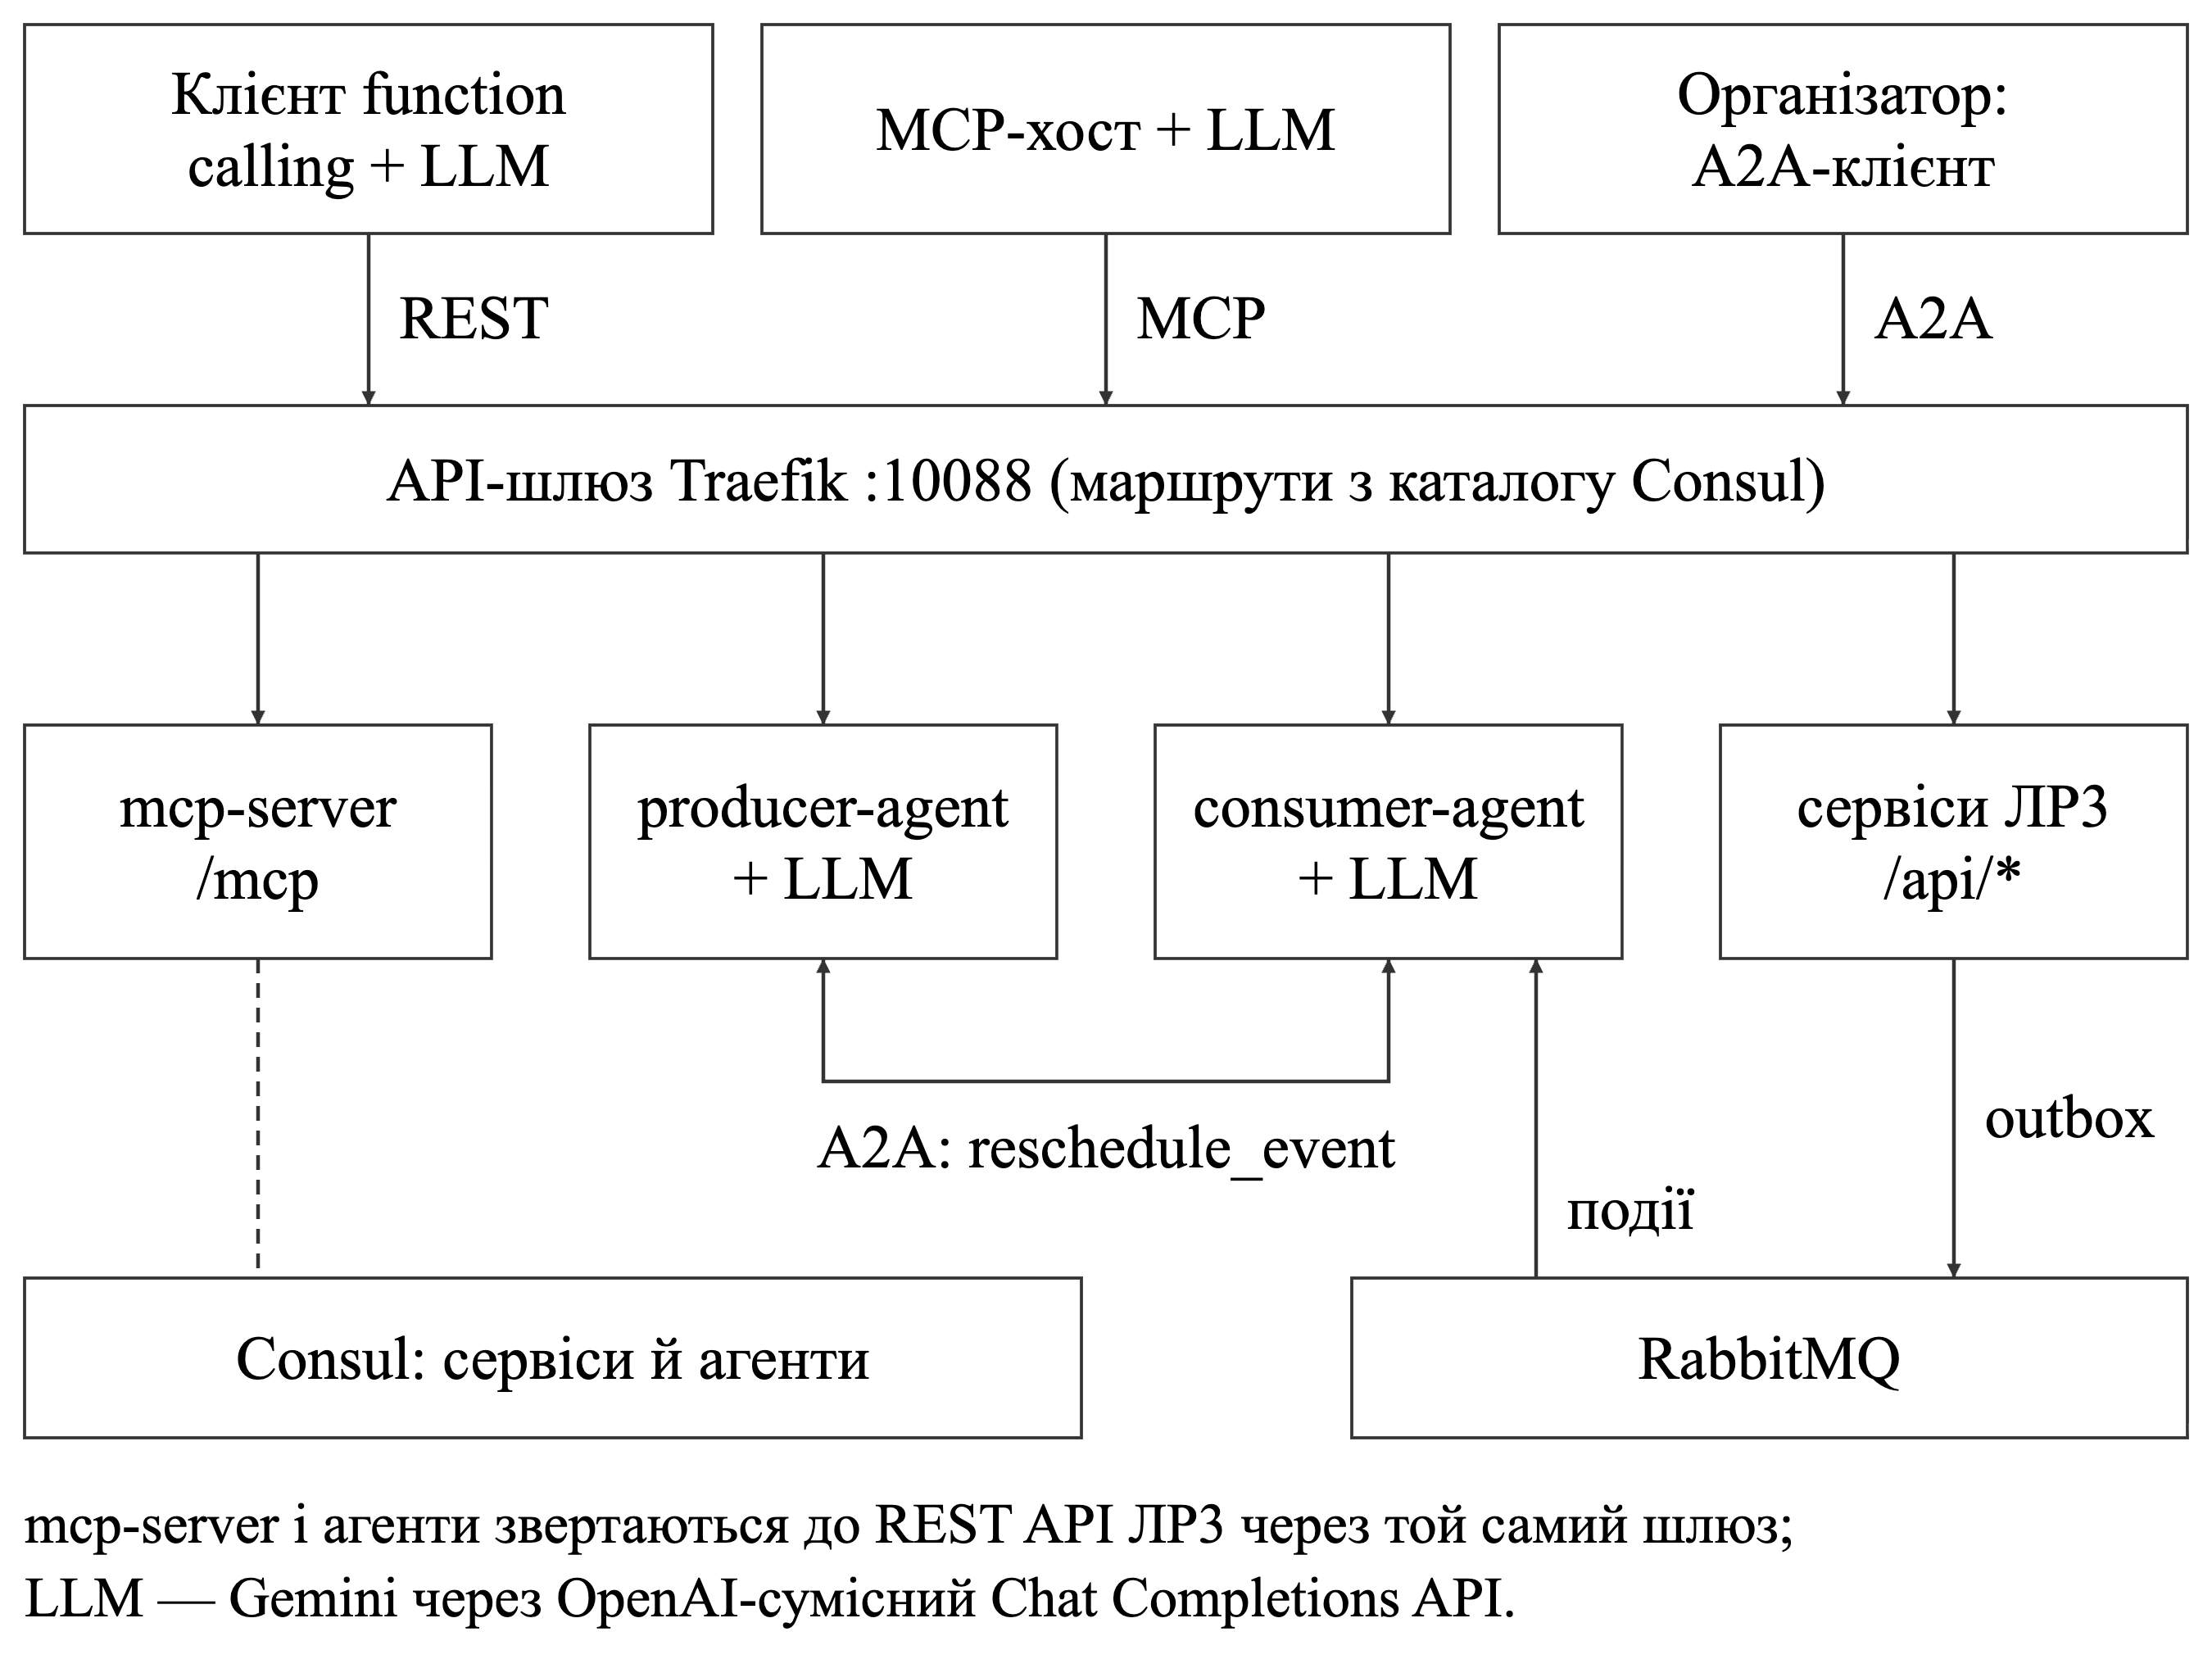 Клієнт function
calling + LLM
MCP-хост + LLM
Організатор:
A2A-клієнт
REST
MCP
A2A
API-шлюз Traefik :10088 (маршрути з каталогу Consul)
mcp-server
/mcp
producer-agent
+ LLM
consumer-agent
+ LLM
сервіси ЛР3
/api/*
A2A: reschedule_event
outbox
події
Consul: сервіси й агенти
RabbitMQ
mcp-server і агенти звертаються до REST API ЛР3 через той самий шлюз;
LLM — Gemini через OpenAI-сумісний Chat Completions API.